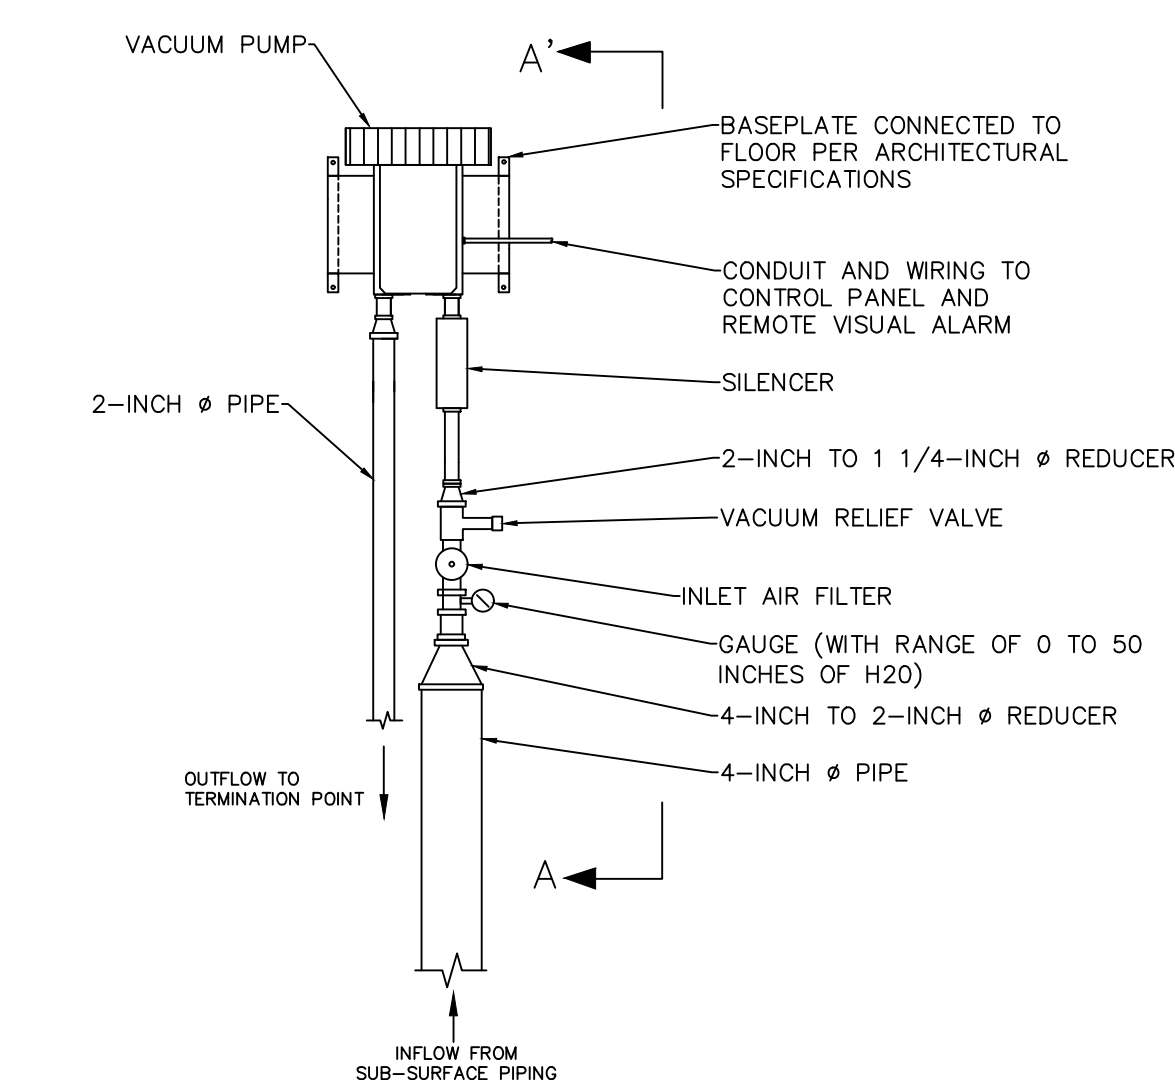 VACUUM PUMP
A'
BASEPLATE CONNECTED TO
FLOOR PER ARCHITECTURAL
SPECIFICATIONS
CONDUIT AND WIRING TO
CONTROL PANEL AND
REMOTE VISUAL ALARM
SILENCER
2-INCH ø PIPE
2-INCH TO 1 1/4-INCH ø REDUCER
VACUUM RELIEF VALVE
INLET AIR FILTER
GAUGE (WITH RANGE OF 0 TO 50
INCHES OF H20)
4-INCH TO 2-INCH ø REDUCER
4-INCH ø PIPE
OUTFLOW TO
TERMINATION POINT
A
INFLOW FROM
SUB-SURFACE PIPING